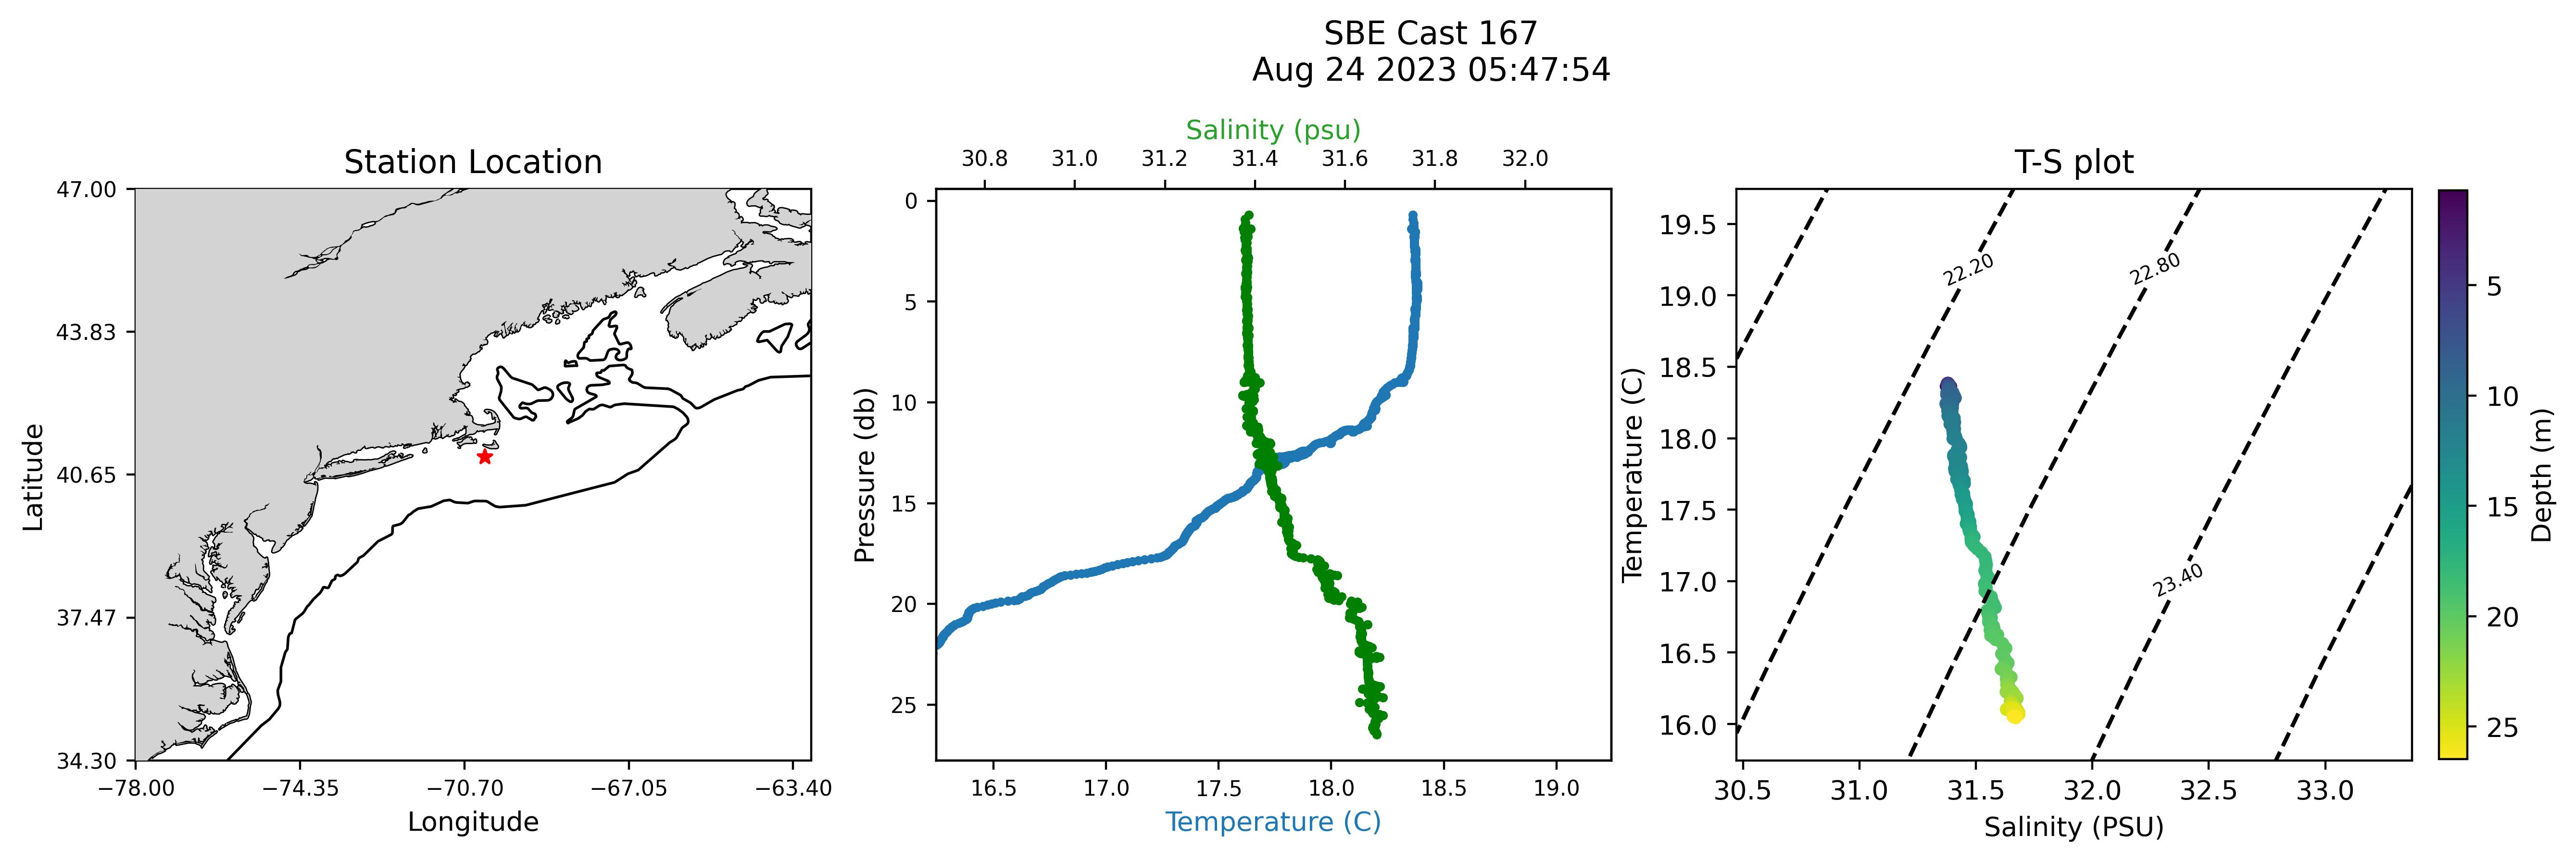 SBE Cast 167
Aug 24 2023 05:47:54
Station Location
47.00
43.83
40.65
37.47
34.30
Latitude
−78.00 −74.35 −70.70 −67.05 −63.40
Longitude
Salinity (psu)
30.8 31.0 31.2 31.4 31.6 31.8 32.0
0
5
10
15
20
25
Pressure (db)
16.5 17.0 17.5 18.0 18.5 19.0
Temperature (C)
T-S plot
19.5
19.0
18.5
18.0
17.5
17.0
16.5
16.0
Temperature (C)
22.20
22.80
23.40
30.5 31.0 31.5 32.0 32.5 33.0
Salinity (PSU)
5
10
15
20
25
Depth (m)